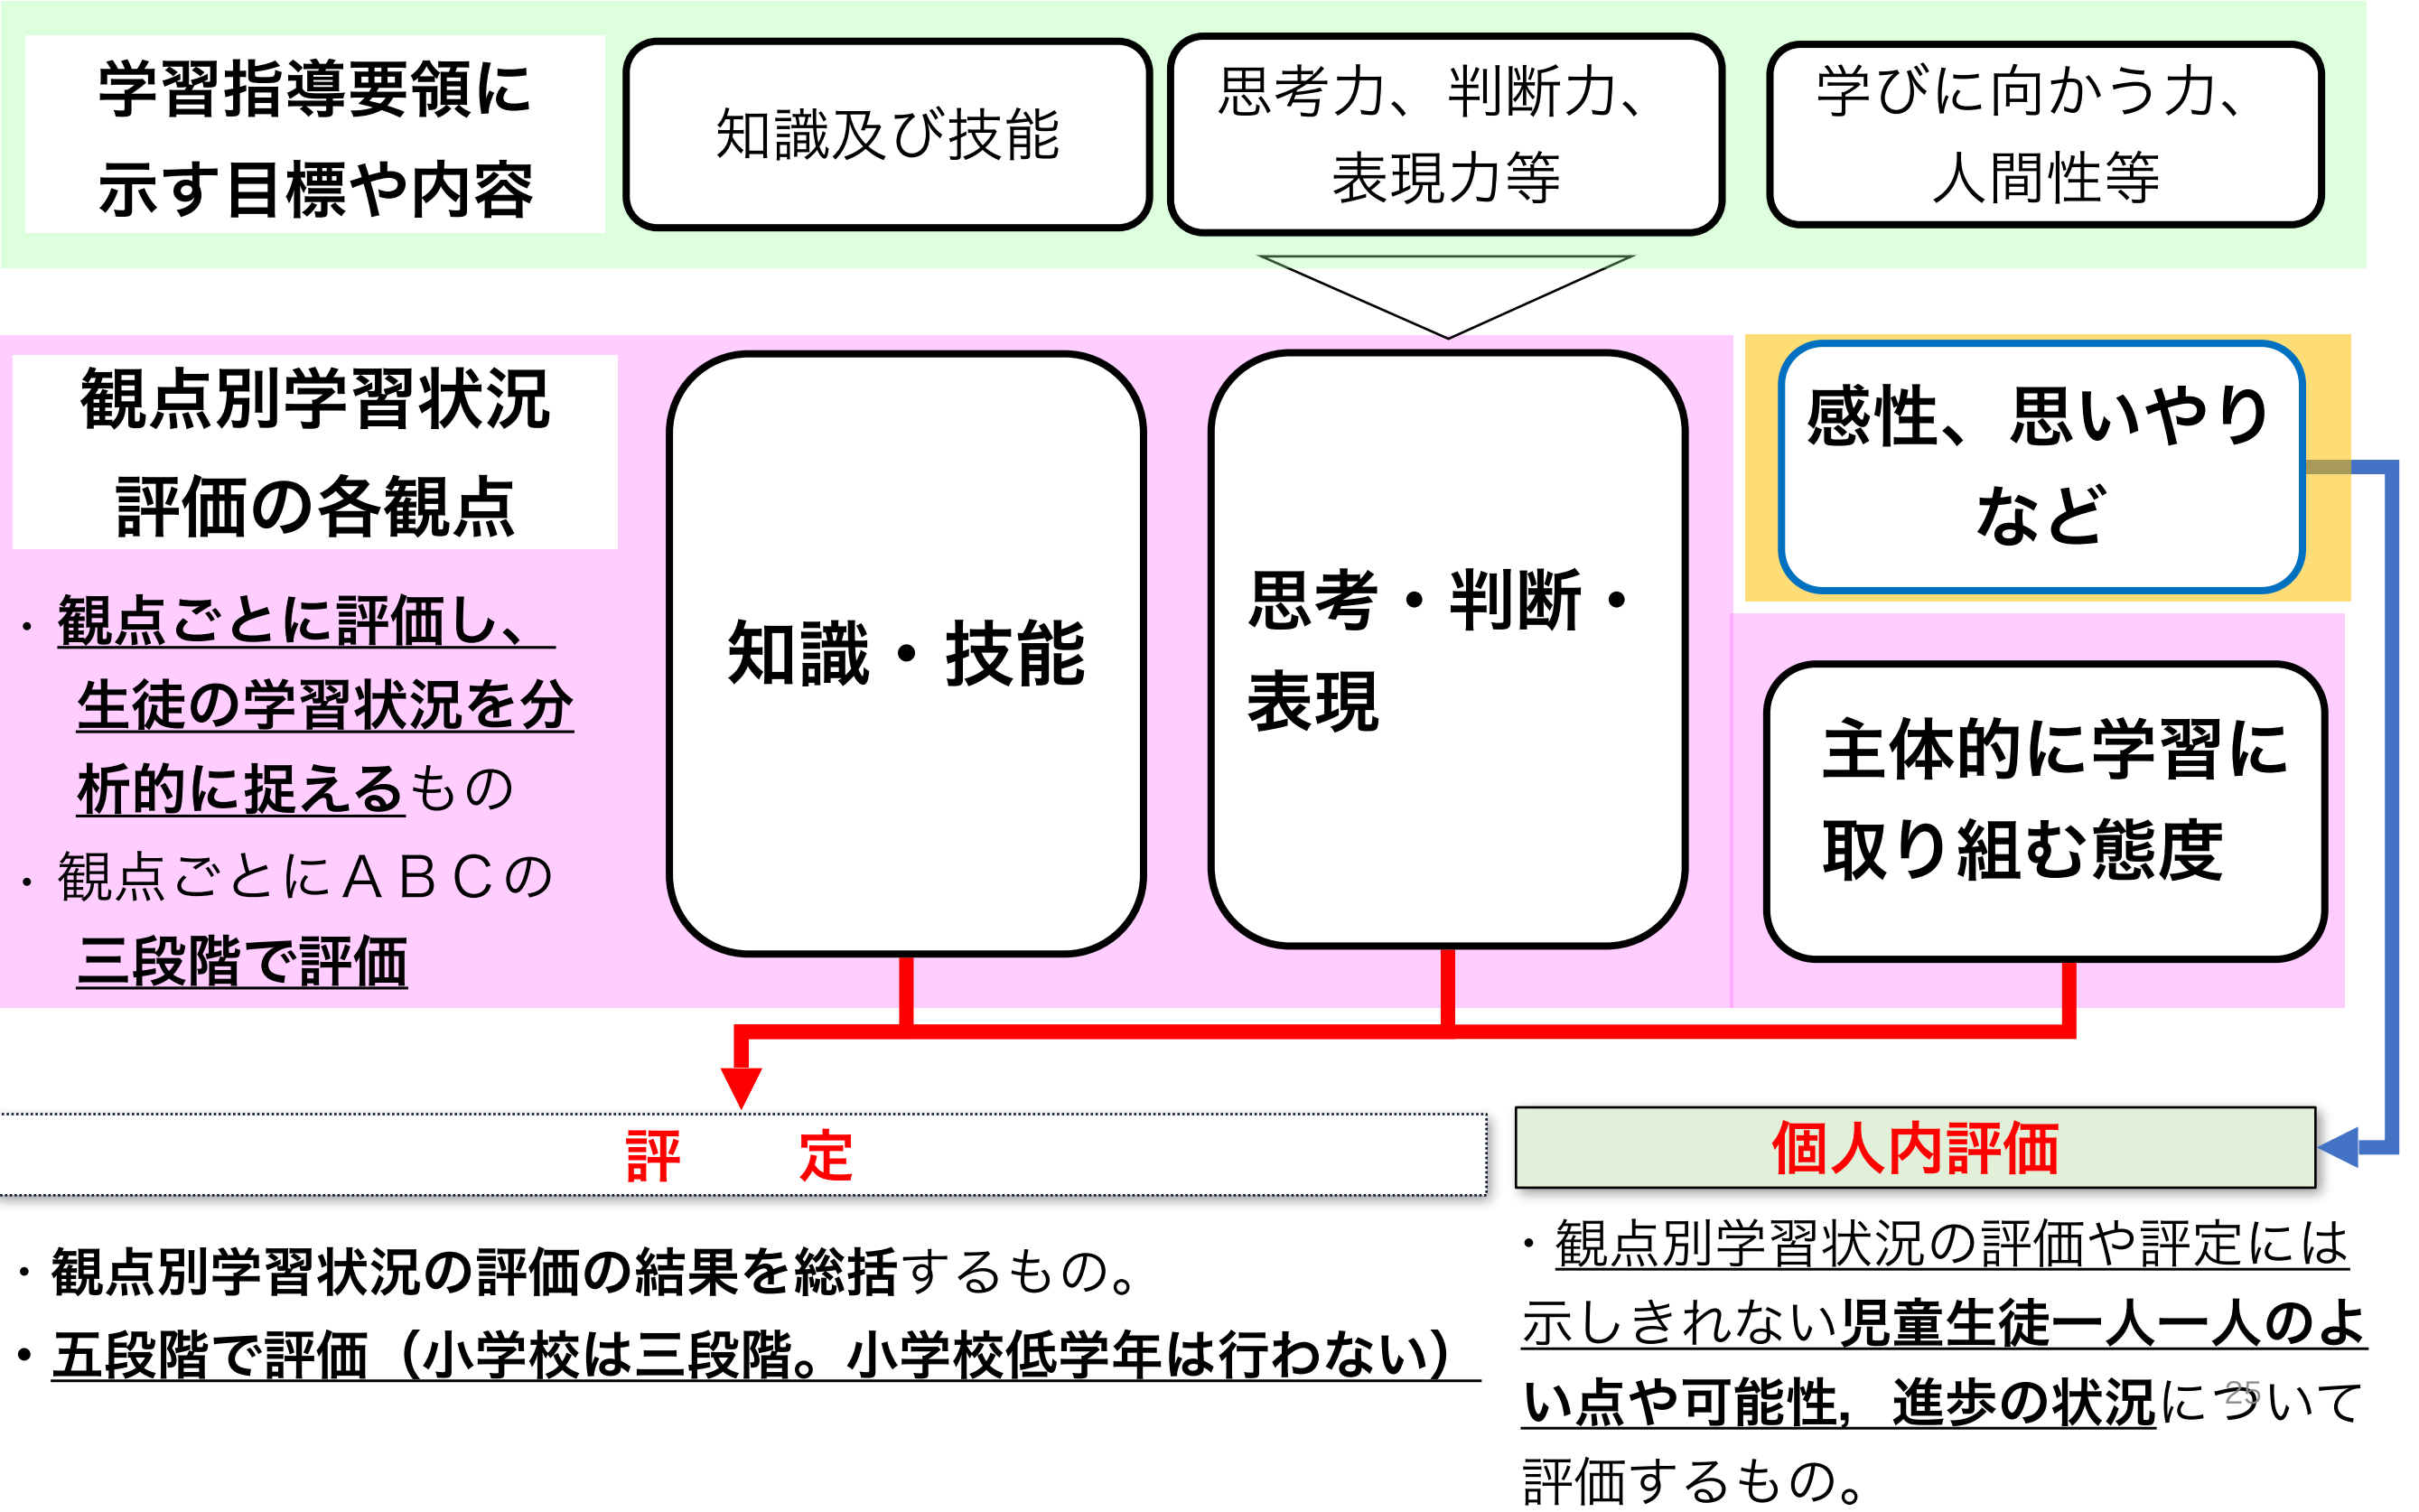 学習指導要領に
示す目標や内容
知識及び技能
思考力、判断力、
表現力等
学びに向かう力、
人間性等
観点別学習状況
評価の各観点
・観点ごとに評価し、
生徒の学習状況を分
析的に捉えるもの
・観点ごとにＡＢＣの
三段階で評価
知識・技能
思考・判断・
表現
感性、思いやり
など
主体的に学習に
取り組む態度
評　　定
・観点別学習状況の評価の結果を総括するもの。
・五段階で評価（小学校は三段階。小学校低学年は行わない）
個人内評価
・観点別学習状況の評価や評定には
示しきれない児童生徒一人一人のよ
い点や可能性，進歩の状況について
評価するもの。
25